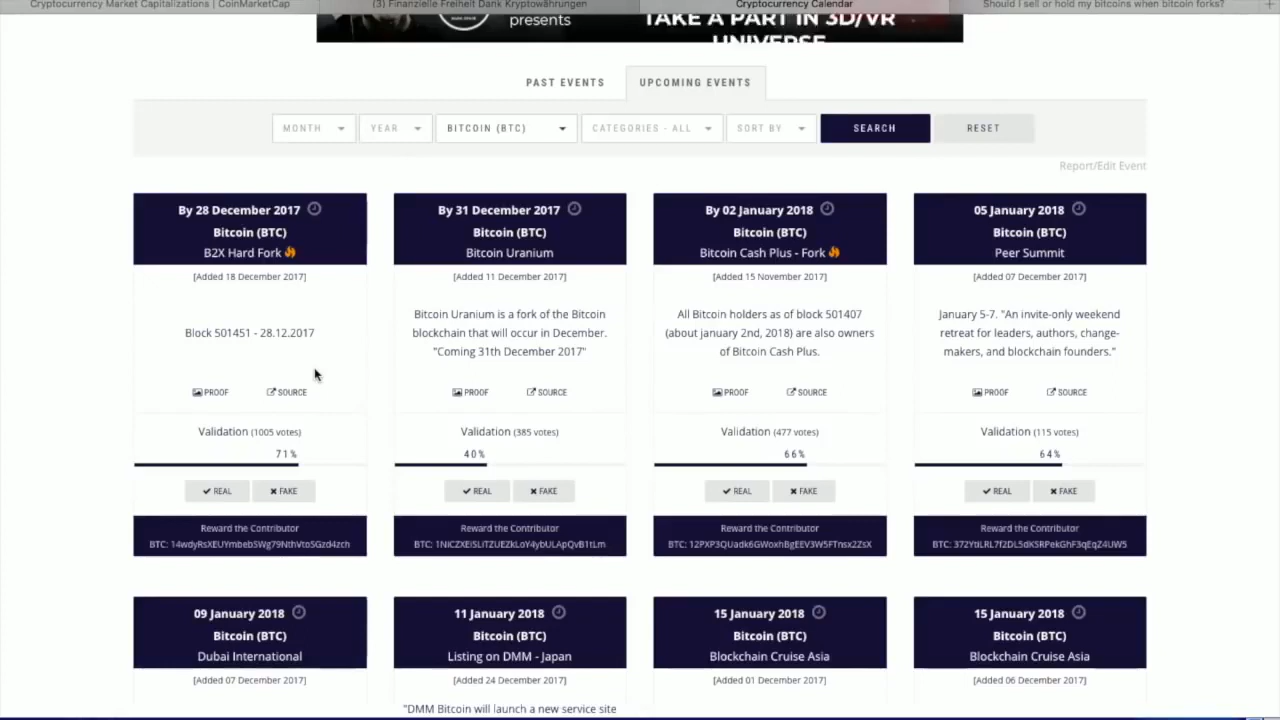 Cryptocurrency Market Capitalizations | CoinMarketCap
(3) Finanzielle Freiheit Dank Kryptowährungen
Cryptocurrency Calendar
Should I sell or hold my bitcoins when bitcoin forks?
presents
TAKE A PART IN 3D/VR
UNIVERSE
PAST EVENTS
UPCOMING EVENTS
MONTH
YEAR
BITCOIN (BTC)
CATEGORIES - ALL
SORT BY
SEARCH
RESET
Report/Edit Event
By 28 December 2017
Bitcoin (BTC)
B2X Hard Fork
[Added 18 December 2017]
Block 501451 - 28.12.2017
PROOF
SOURCE
Validation (1005 votes)
71%
REAL
FAKE
Reward the Contributor
BTC:
By 31 December 2017
Bitcoin (BTC)
Bitcoin Uranium
[Added 11 December 2017]
Bitcoin Uranium is a fork of the Bitcoin
blockchain that will occur in December.
"Coming 31th December 2017"
PROOF
SOURCE
Validation (385 votes)
40%
REAL
FAKE
Reward the Contributor
BTC:
By 02 January 2018
Bitcoin (BTC)
Bitcoin Cash Plus - Fork
[Added 15 November 2017]
All Bitcoin holders as of block 501407
(about january 2nd, 2018) are also owners
of Bitcoin Cash Plus.
PROOF
SOURCE
Validation (477 votes)
66%
REAL
FAKE
Reward the Contributor
BTC:
05 January 2018
Bitcoin (BTC)
Peer Summit
[Added 07 December 2017]
January 5-7. "An invite-only weekend
retreat for leaders, authors, change-
makers, and blockchain founders."
PROOF
SOURCE
Validation (115 votes)
64%
REAL
FAKE
Reward the Contributor
BTC:
09 January 2018
Bitcoin (BTC)
Dubai International
[Added 07 December 2017]
11 January 2018
Bitcoin (BTC)
Listing on DMM - Japan
[Added 24 December 2017]
"DMM Bitcoin will launch a new service site
15 January 2018
Bitcoin (BTC)
Blockchain Cruise Asia
[Added 01 December 2017]
15 January 2018
Bitcoin (BTC)
Blockchain Cruise Asia
[Added 06 December 2017]